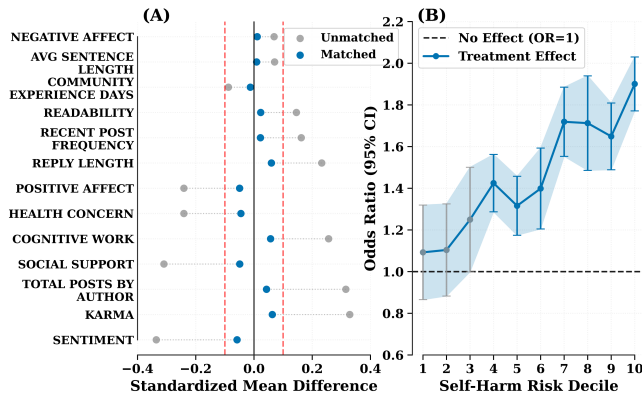 (A)
NEGATIVE AFFECT
AVG SENTENCE
LENGTH
COMMUNITY
EXPERIENCE DAYS
READABILITY
RECENT POST
FREQUENCY
REPLY LENGTH
POSITIVE AFFECT
HEALTH CONCERN
COGNITIVE WORK
SOCIAL SUPPORT
TOTAL POSTS BY
AUTHOR
KARMA
SENTIMENT
Unmatched
Matched
−0.4 −0.2 0.0 0.2 0.4
Standardized Mean Difference
(B)
No Effect (OR=1)
Treatment Effect
Odds Ratio (95% CI)
2.2
2.0
1.8
1.6
1.4
1.2
1.0
0.8
0.6
1 2 3 4 5 6 7 8 9 10
Self-Harm Risk Decile